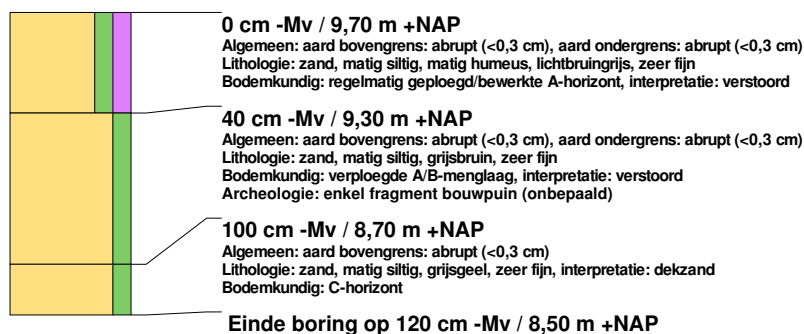 0 cm -Mv / 9,70 m +NAP
Algemeen: aard bovengrens: abrupt (<0,3 cm), aard ondergrens: abrupt (<0,3 cm)
Lithologie: zand, matig siltig, matig humeus, lichtbruingrijs, zeer fijn
Bodemkundig: regelmatig geploegd/bewerkte A-horizont, interpretatie: verstoord
40 cm -Mv / 9,30 m +NAP
Algemeen: aard bovengrens: abrupt (<0,3 cm), aard ondergrens: abrupt (<0,3 cm)
Lithologie: zand, matig siltig, grijsbruin, zeer fijn
Bodemkundig: verploegde A/B-menglaag, interpretatie: verstoord
Archeologie: enkel fragment bouwpuin (onbepaald)
100 cm -Mv / 8,70 m +NAP
Algemeen: aard bovengrens: abrupt (<0,3 cm)
Lithologie: zand, matig siltig, grijsgeel, zeer fijn, interpretatie: dekzand
Bodemkundig: C-horizont
Einde boring op 120 cm -Mv / 8,50 m +NAP